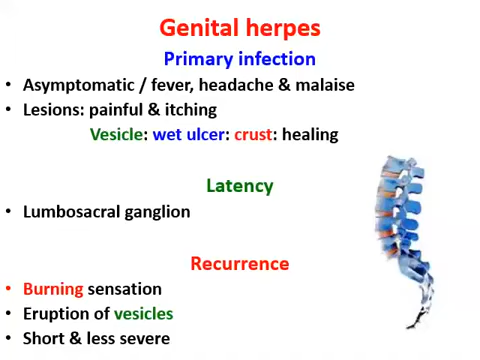 Genital herpes
Primary infection
• Asymptomatic / fever, headache & malaise
• Lesions: painful & itching
Vesicle: wet ulcer: crust: healing
Latency
• Lumbosacral ganglion
Recurrence
• Burning sensation
• Eruption of vesicles
• Short & less severe